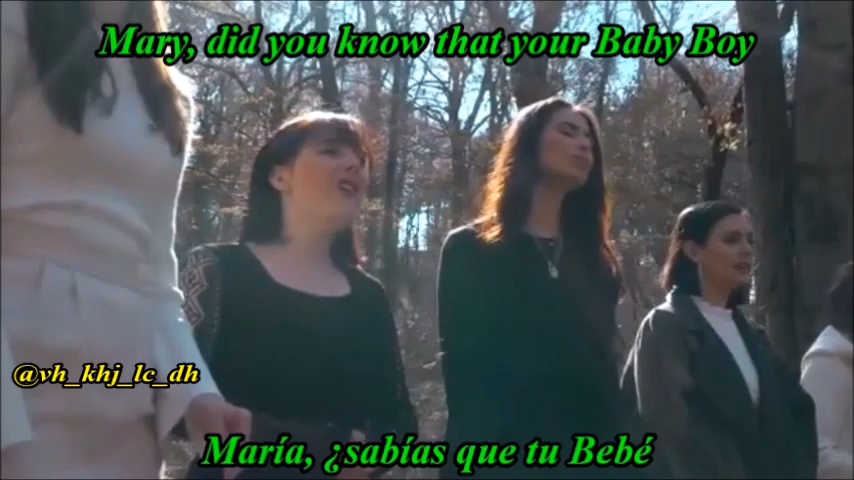 Mary, did you know that your Baby Boy
@vh_khj_lc_dh
María, ¿sabías que tu Bebé